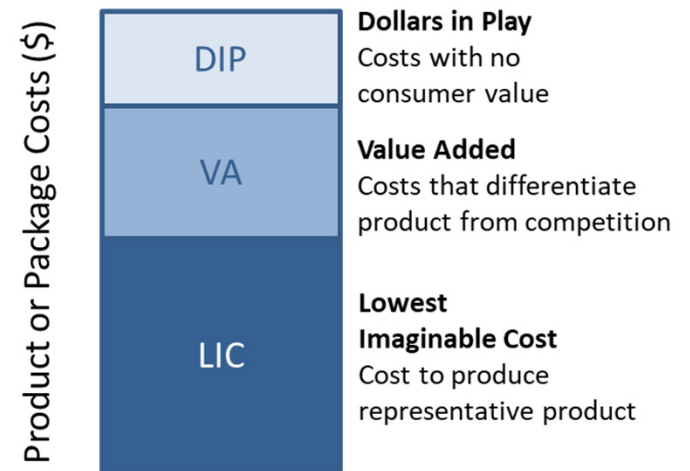 Product or Package Costs ($)
DIP
Dollars in Play
Costs with no
consumer value
VA
Value Added
Costs that differentiate
product from competition
LIC
Lowest
Imaginable Cost
Cost to produce
representative product